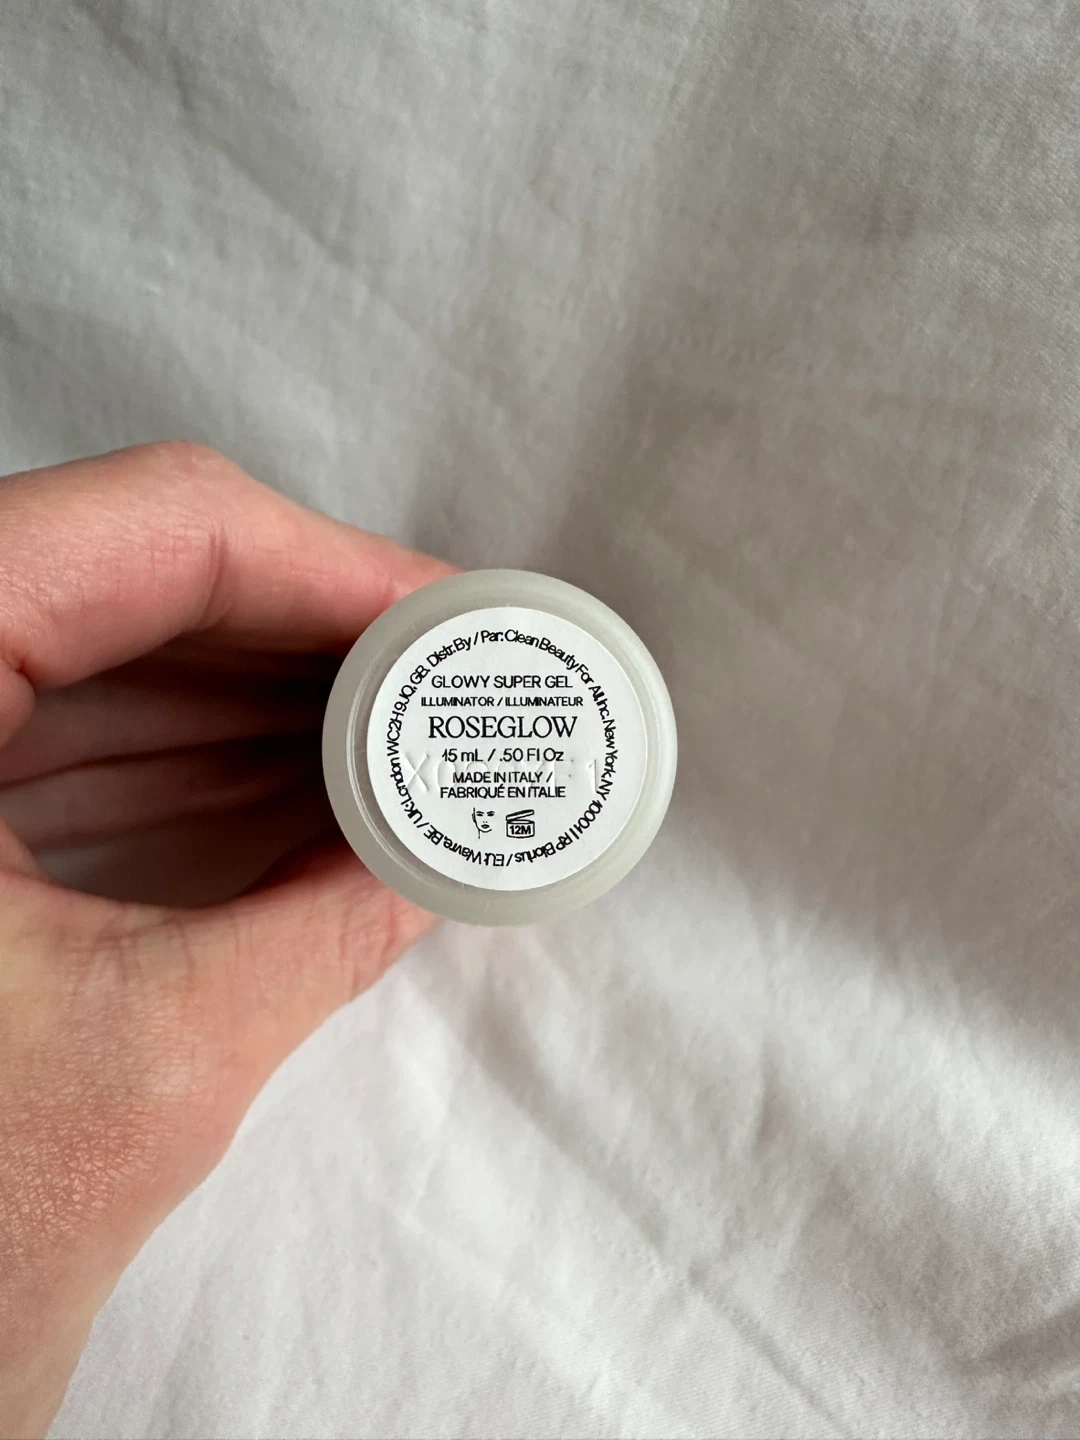 Distr. By / Par: Clean Beauty For All, Inc. New York, NY 10001 | RP Biorius / EU: Wavre, BE. / UK: London WC2H 9JQ, GB.
GLOWY SUPER GEL
ILLUMINATOR / ILLUMINATEUR
ROSEGLOW
15 mL / .50 Fl Oz
MADE IN ITALY /
FABRIQUÉ EN ITALIE
12M